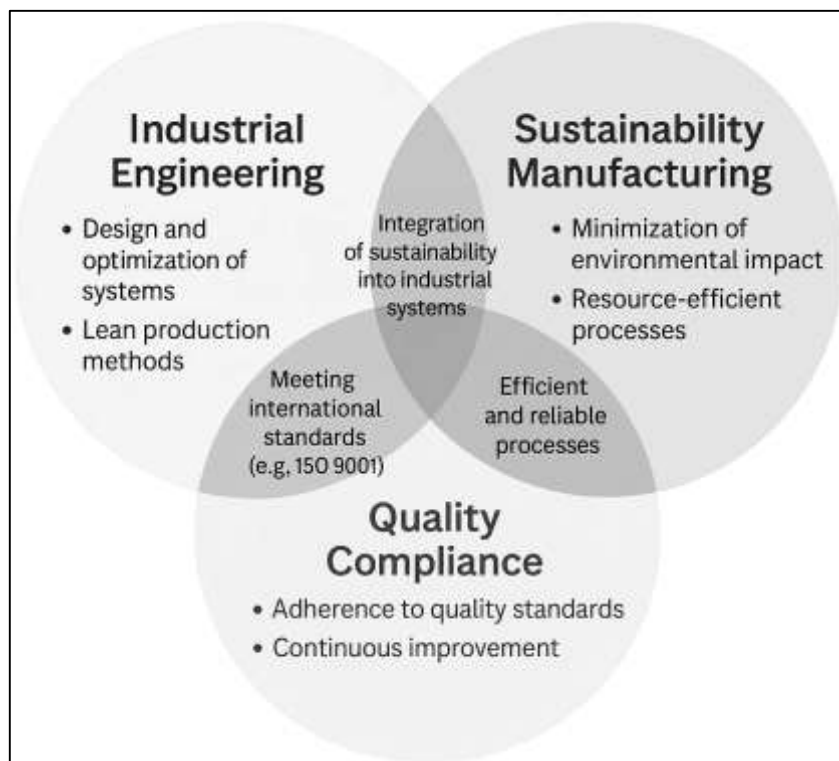 Industrial
Engineering
• Design and
optimization of
systems
• Lean production
methods
Sustainability
Manufacturing
• Minimization of
environmental impact
• Resource-efficient
processes
Integration
of sustainability
into industrial
systems
Meeting
international
standards
(e.g, 1SO 9001)
Efficient
and reliable
processes
Quality
Compliance
• Adherence to quality standards
• Continuous improvement